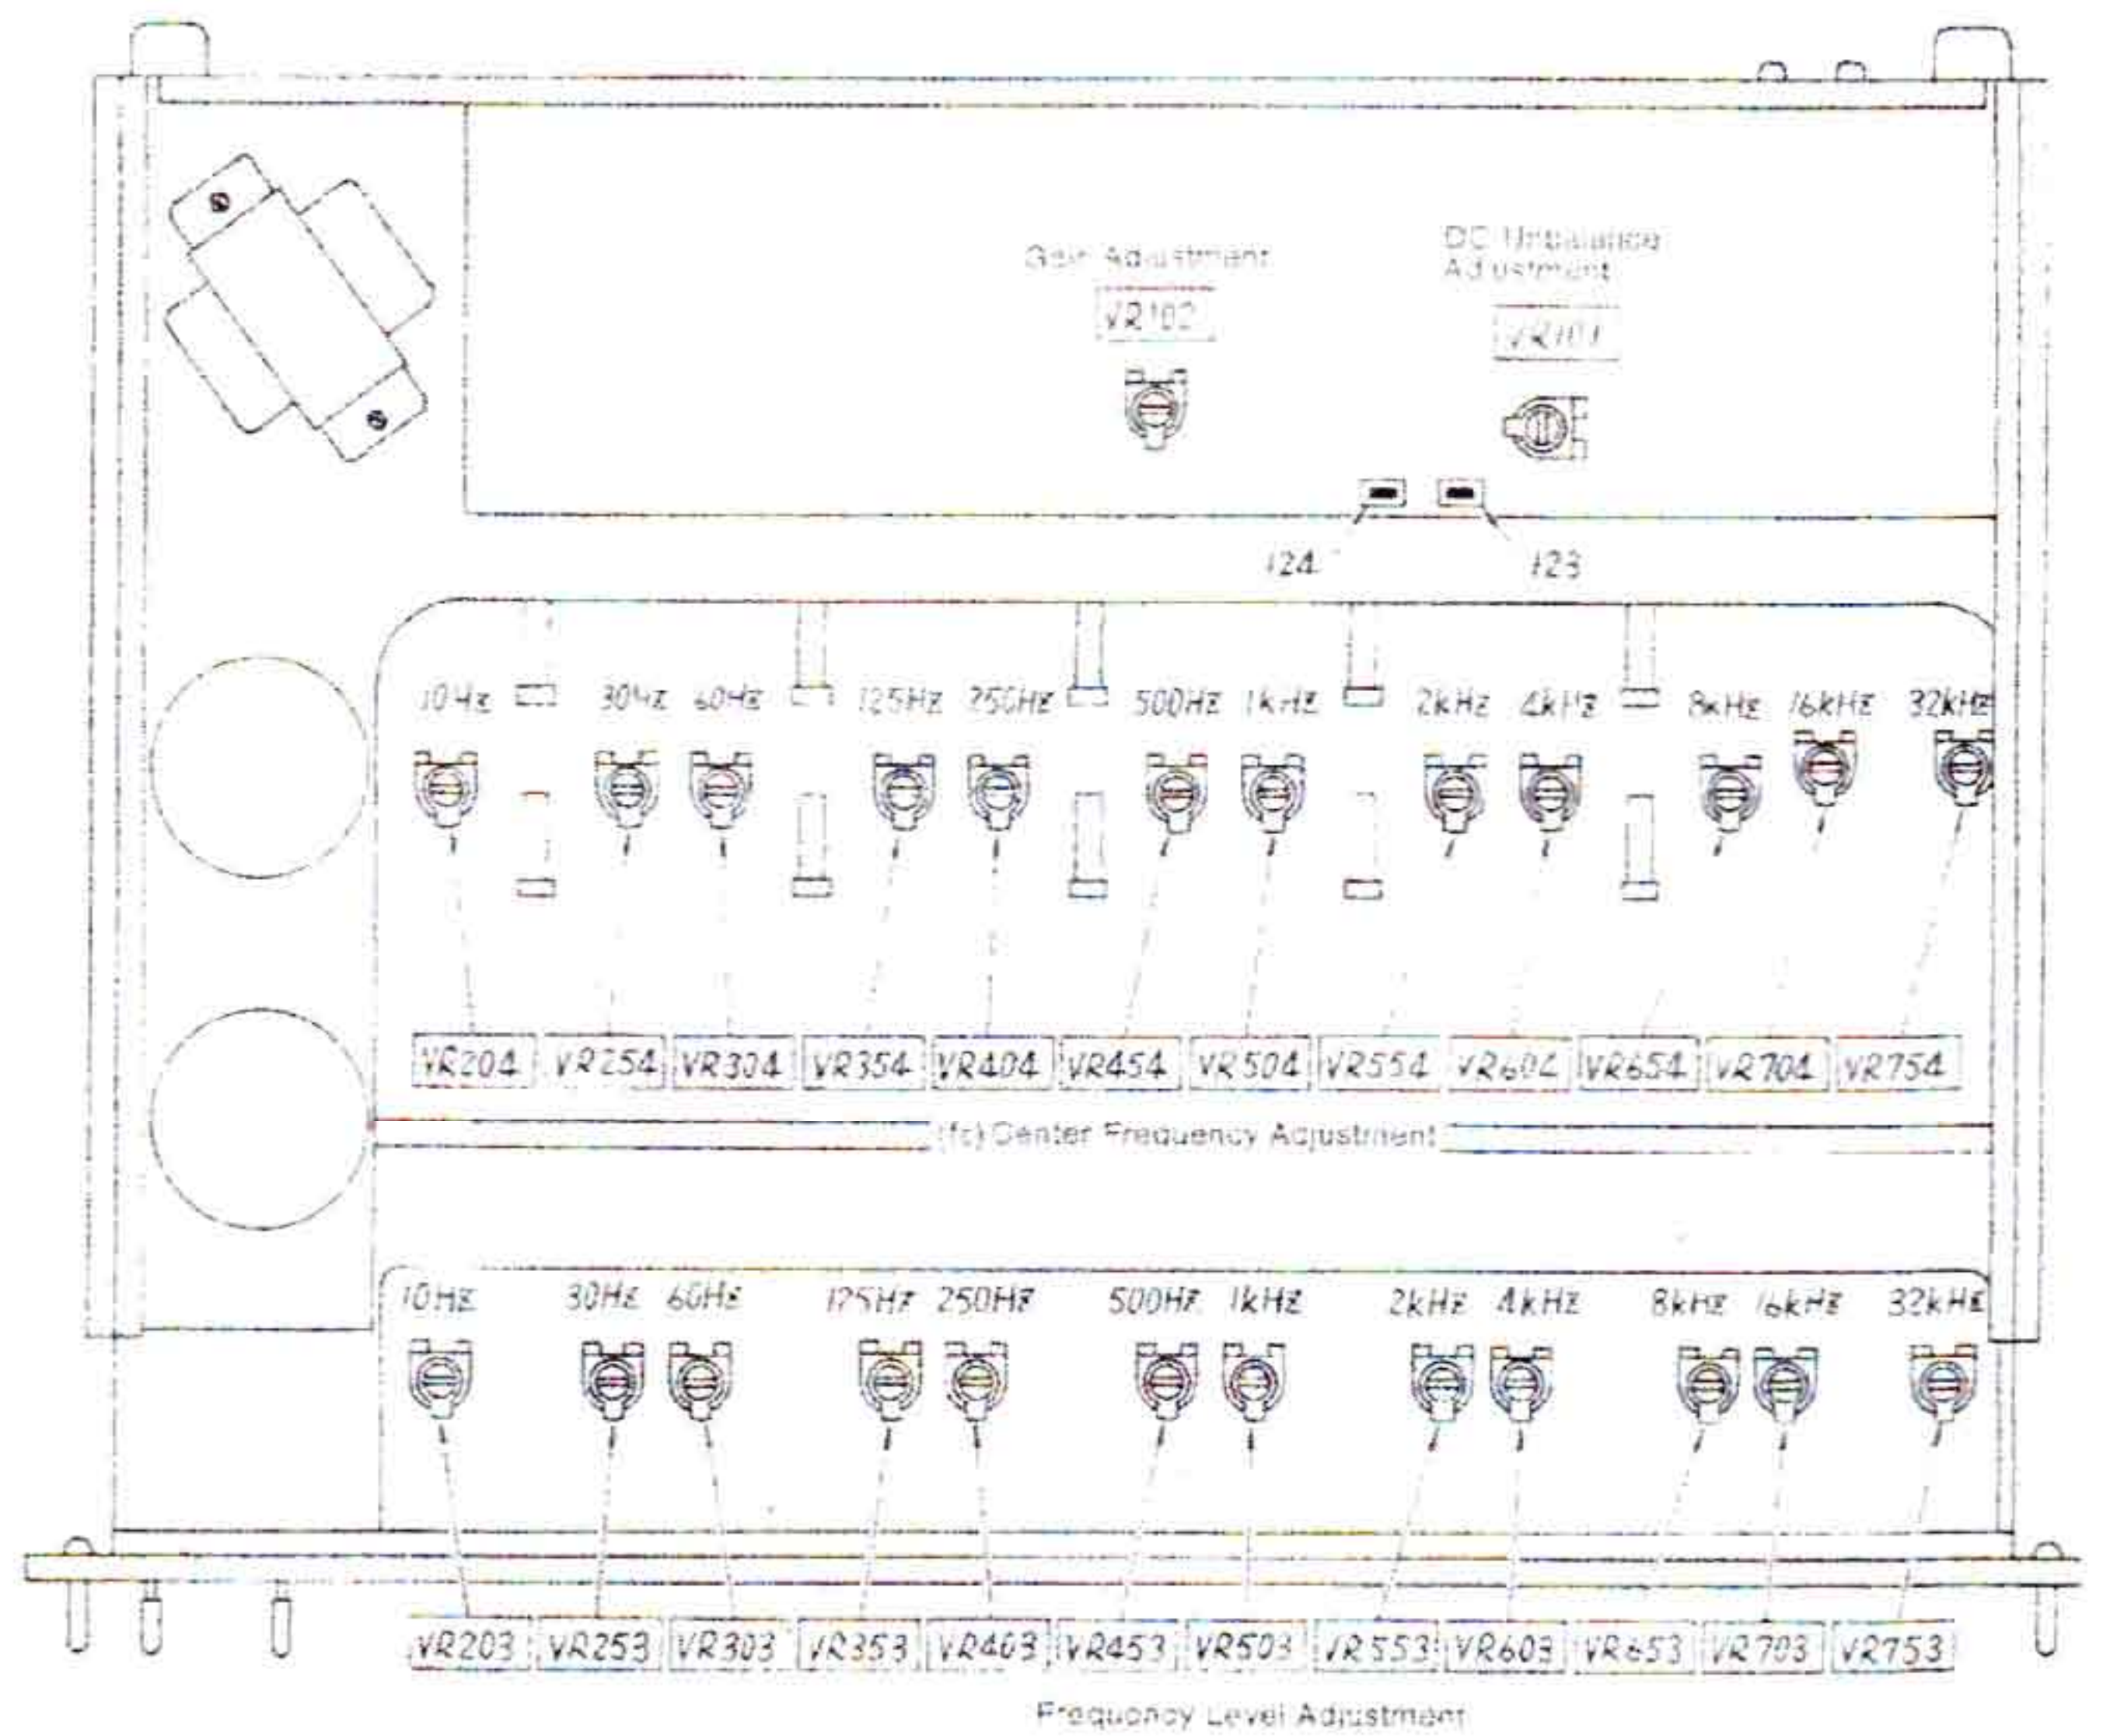 Gain Adjustment
VR102
DC Unbalance
Adjustment
VR101
124
123
10Hz 30Hz 60Hz 125Hz 250Hz 500Hz 1kHz 2kHz 4kHz 8kHz 16kHz 32kHz
VR204 VR254 VR304 VR354 VR404 VR454 VR504 VR554 VR604 VR654 VR704 VR754
(fc) Center Frequency Adjustment
10Hz 30Hz 60Hz 125Hz 250Hz 500Hz 1kHz 2kHz 4kHz 8kHz 16kHz 32kHz
VR203 VR253 VR303 VR353 VR403 VR453 VR503 VR553 VR603 VR653 VR703 VR753
Frequency Level Adjustment